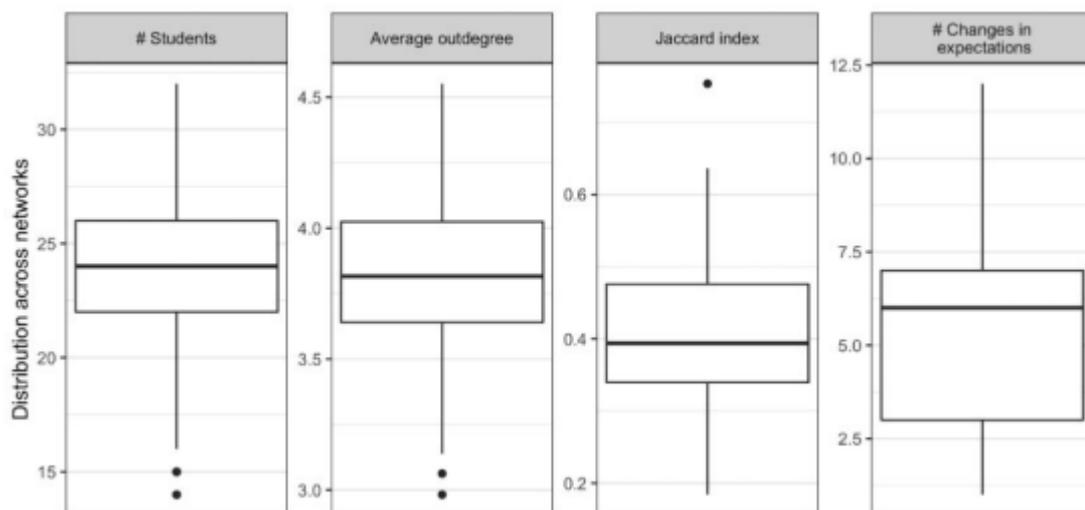 # Students
Average outdegree
Jaccard index
# Changes in
expectations
Distribution across networks
30
25
20
15
4.5
4.0
3.5
3.0
0.6
0.4
0.2
12.5
10.0
7.5
5.0
2.5